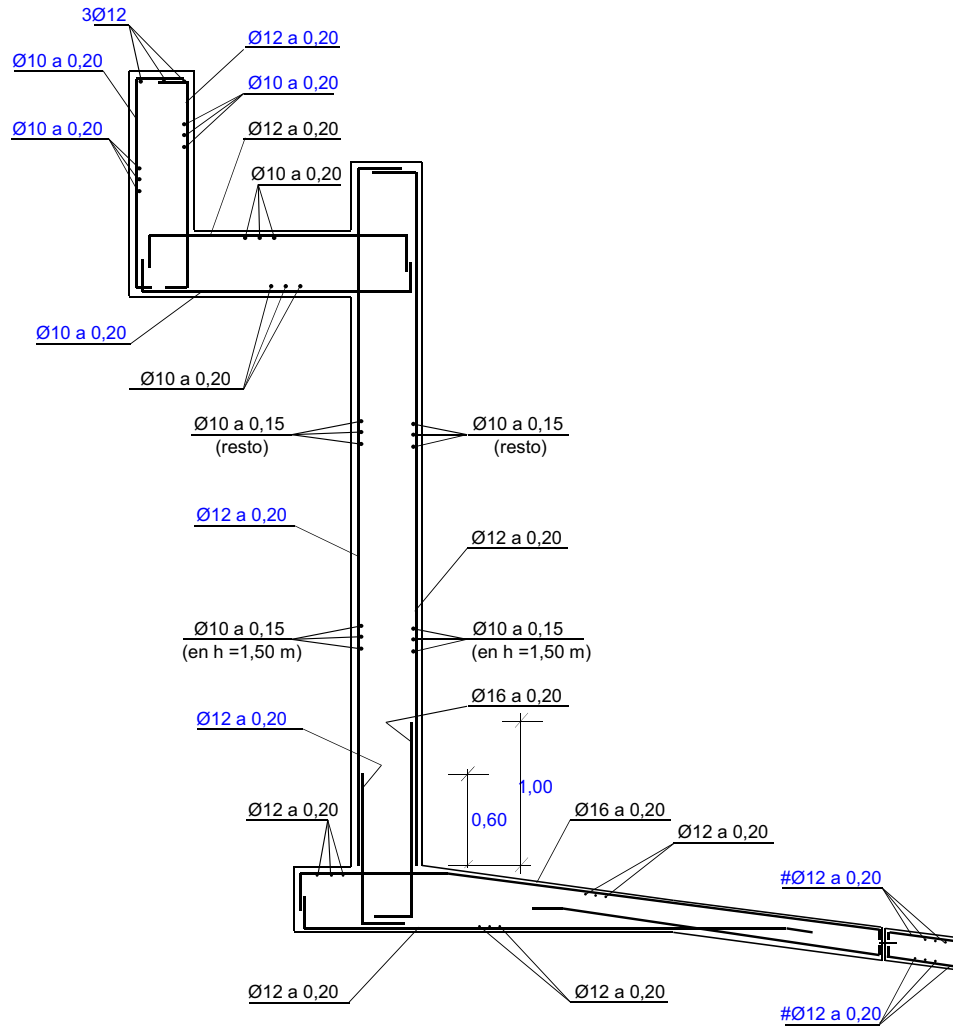 3Ø12
Ø12 a 0,20
Ø10 a 0,20
Ø10 a 0,20
Ø10 a 0,20
Ø12 a 0,20
Ø10 a 0,20
Ø10 a 0,20
Ø10 a 0,20
Ø10 a 0,15
(resto)
Ø10 a 0,15
(resto)
Ø12 a 0,20
Ø12 a 0,20
Ø10 a 0,15
(en h =1,50 m)
Ø10 a 0,15
(en h =1,50 m)
Ø16 a 0,20
Ø12 a 0,20
1,00
0,60
Ø12 a 0,20
Ø16 a 0,20
Ø12 a 0,20
#Ø12 a 0,20
Ø12 a 0,20
Ø12 a 0,20
#Ø12 a 0,20